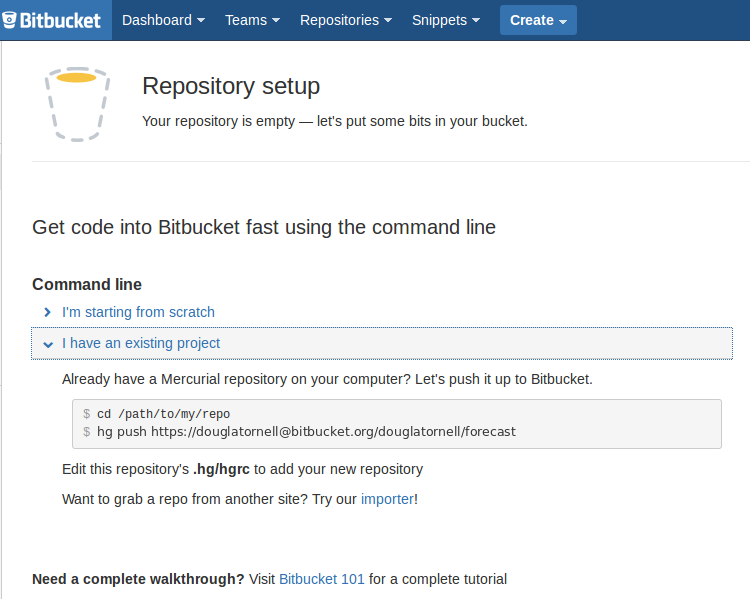 Bitbucket Dashboard Teams Repositories Snippets Create
Repository setup
Your repository is empty — let's put some bits in your bucket.
Get code into Bitbucket fast using the command line
Command line
I'm starting from scratch
I have an existing project
Already have a Mercurial repository on your computer? Let's push it up to Bitbucket.
$ cd /path/to/my/repo
$ hg push https://douglatornell@bitbucket.org/douglatornell/forecast
Edit this repository's .hg/hgrc to add your new repository
Want to grab a repo from another site? Try our importer!
Need a complete walkthrough? Visit Bitbucket 101 for a complete tutorial